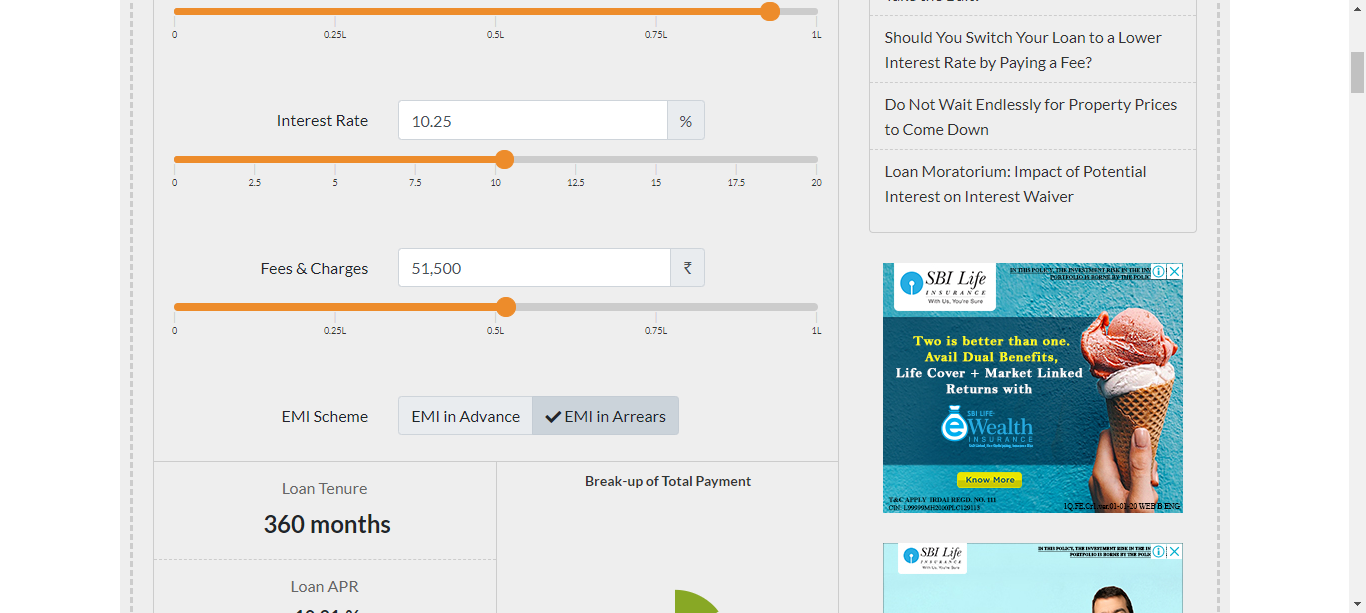 0 0.25L 0.5L 0.75L 1L
Interest Rate 10.25 %
0 2.5 5 7.5 10 12.5 15 17.5 20
Fees & Charges 51,500 ₹
0 0.25L 0.5L 0.75L 1L
EMI Scheme EMI in Advance EMI in Arrears
Loan Tenure
360 months
Loan APR
Break-up of Total Payment
Should You Switch Your Loan to a Lower
Interest Rate by Paying a Fee?
Do Not Wait Endlessly for Property Prices
to Come Down
Loan Moratorium: Impact of Potential
Interest on Interest Waiver
SBI Life
INSURANCE
With Us, You're Sure
IN THIS POLICY, THE INVESTMENT RISK IN THE INV
PORTFOLIO IS BORNE BY THE POLIC
Two is better than one.
Avail Dual Benefits,
Life Cover + Market Linked
Returns with
SBI LIFE
eWealth
INSURANCE
Know More
T&C APPLY IRDAI REGD. NO. 111
SBI Life
INSURANCE
With Us, You're Sure
IN THIS POLICY, THE INVESTMENT RISK IN THE IN
PORTFOLIO IS BORNE BY THE POLI